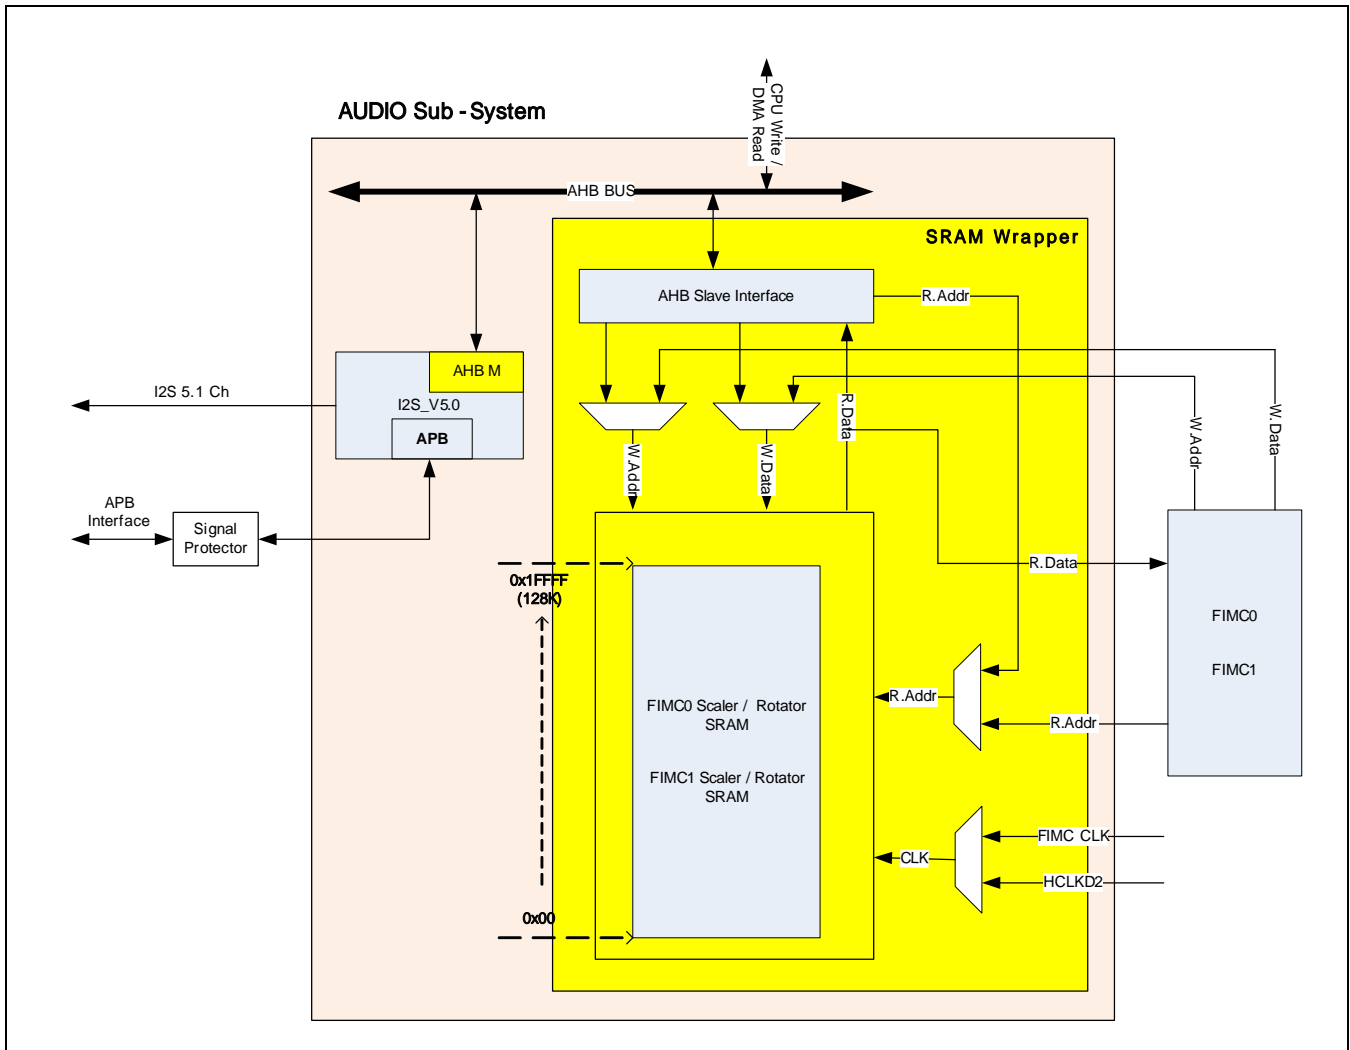 CPU Write /
DMA Read
AUDIO Sub - System
AHB BUS
SRAM Wrapper
AHB Slave Interface
R.Addr
AHB M
I2S 5.1 Ch
I2S_V5.0
APB
R.Data
W.Addr
W.Data
W.Addr
W.Data
APB
Interface
Signal
Protector
0x1FFFF
(128K)
R.Data
FIMC0
FIMC1
FIMC0 Scaler / Rotator
SRAM
R.Addr
R.Addr
FIMC1 Scaler / Rotator
SRAM
FIMC CLK
CLK
HCLKD2
0x00